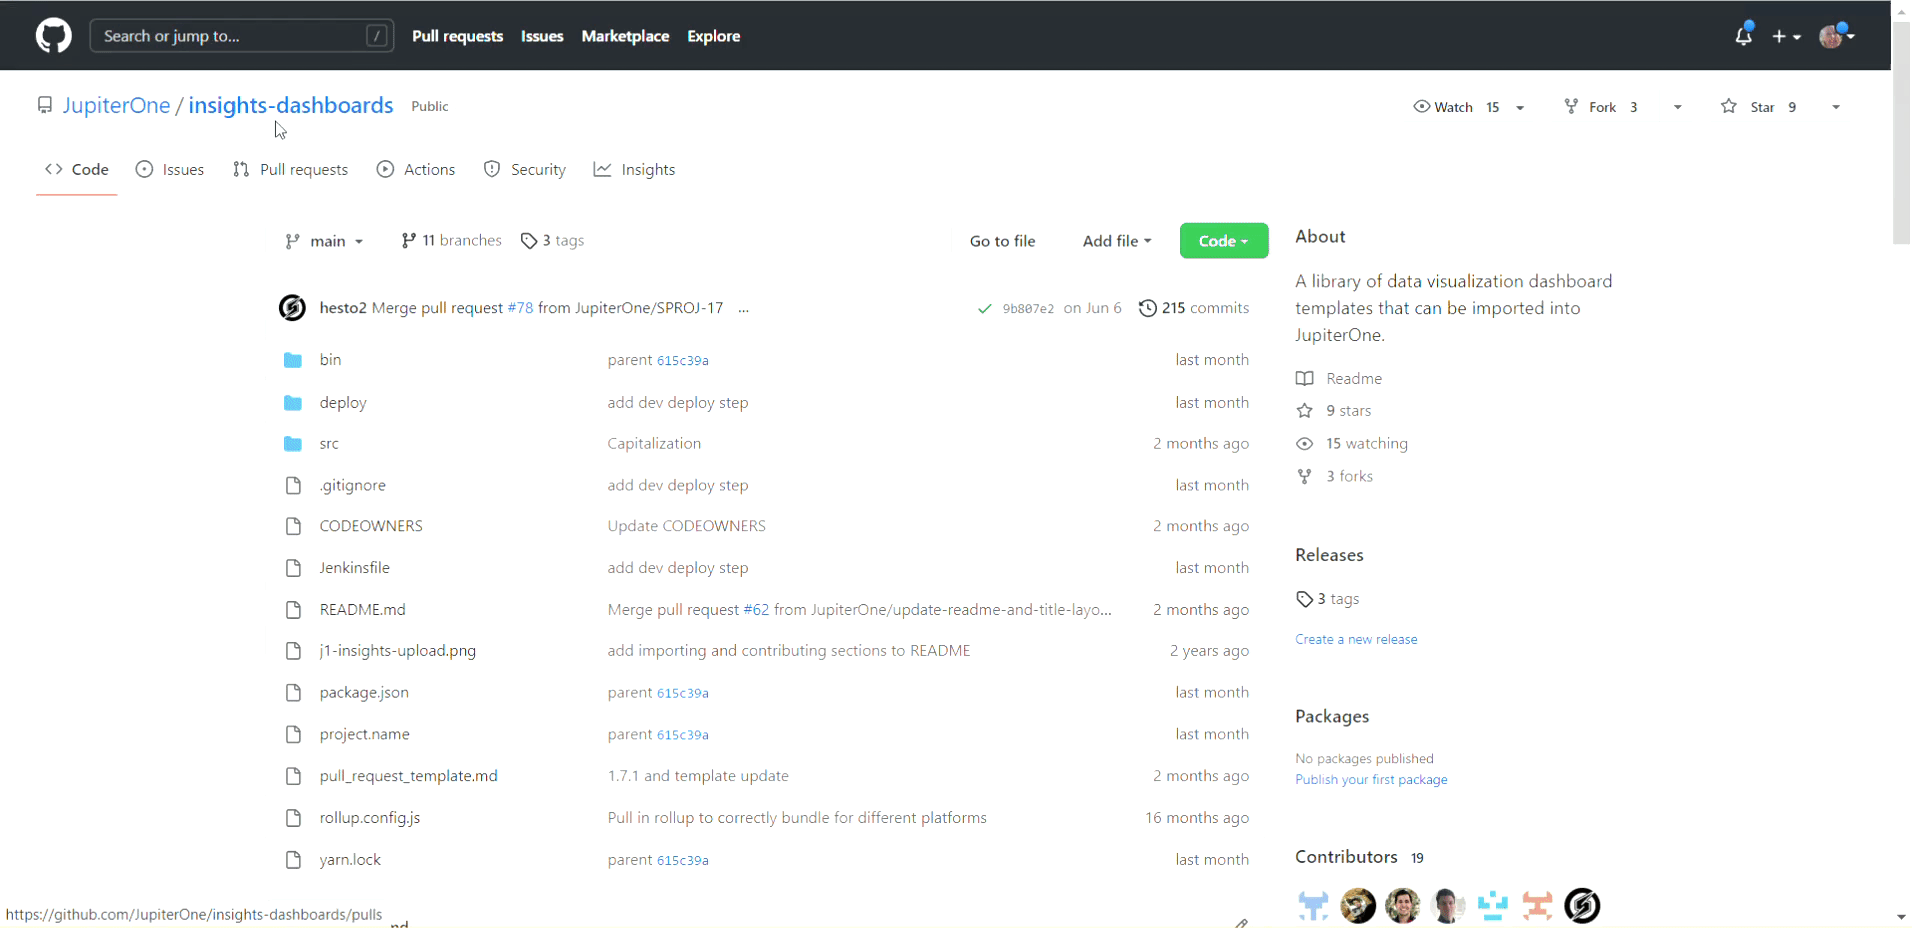 Search or jump to... / Pull requests Issues Marketplace Explore
JupiterOne / insights-dashboards Public Watch 15 Fork 3 Star 9
Code Issues Pull requests Actions Security Insights
main 11 branches 3 tags Go to file Add file Code
hesto2 Merge pull request #78 from JupiterOne/SPROJ-17 ... 9b807e2 on Jun 6 215 commits
bin parent 615c39a last month
deploy add dev deploy step last month
src Capitalization 2 months ago
.gitignore add dev deploy step last month
CODEOWNERS Update CODEOWNERS 2 months ago
Jenkinsfile add dev deploy step last month
README.md Merge pull request #62 from JupiterOne/update-readme-and-title-layo... 2 months ago
j1-insights-upload.png add importing and contributing sections to README 2 years ago
package.json parent 615c39a last month
project.name parent 615c39a last month
pull_request_template.md 1.7.1 and template update 2 months ago
rollup.config.js Pull in rollup to correctly bundle for different platforms 16 months ago
yarn.lock parent 615c39a last month
About
A library of data visualization dashboard
templates that can be imported into
JupiterOne.
Readme
9 stars
15 watching
3 forks
Releases
3 tags
Create a new release
Packages
No packages published
Publish your first package
Contributors 19
https://github.com/JupiterOne/insights-dashboards/pulls